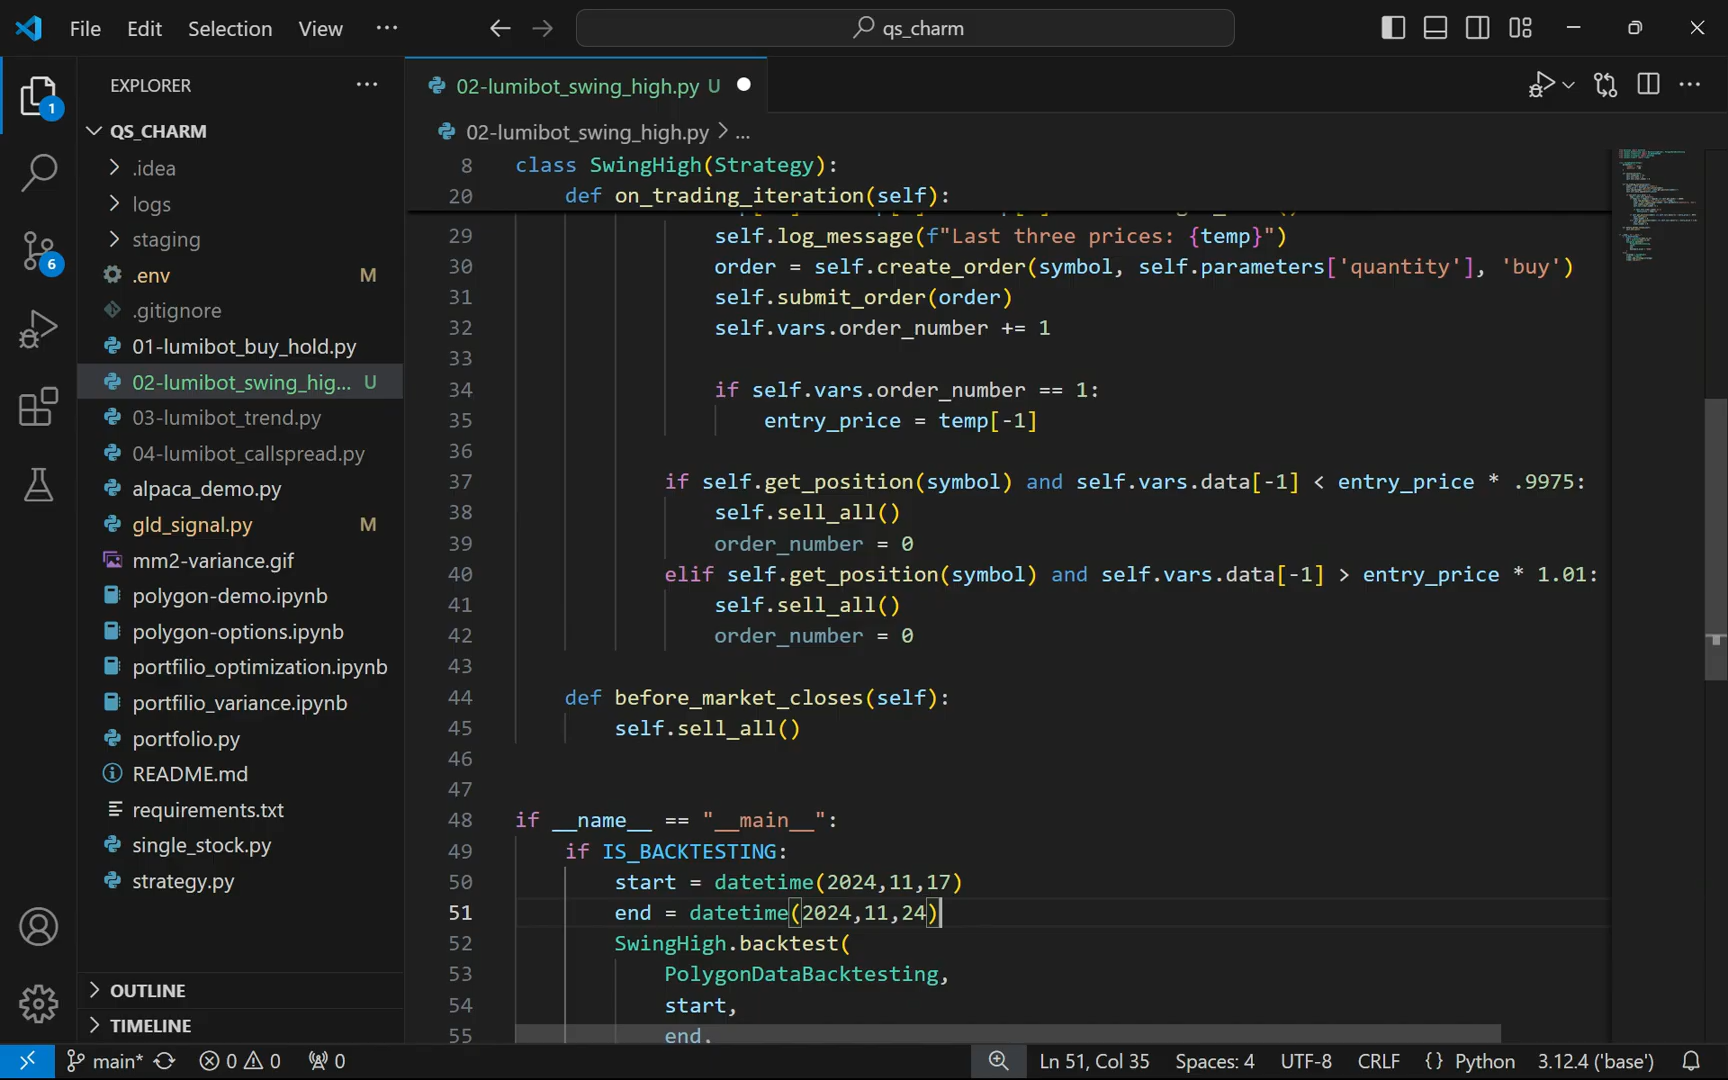 File Edit Selection View ··· qs_charm
EXPLORER ···
QS_CHARM
.idea
logs
staging
.env M
.gitignore
01-lumibot_buy_hold.py
02-lumibot_swing_hig... U
03-lumibot_trend.py
04-lumibot_callspread.py
alpaca_demo.py
gld_signal.py M
mm2-variance.gif
polygon-demo.ipynb
polygon-options.ipynb
portfilio_optimization.ipynb
portfilio_variance.ipynb
portfolio.py
README.md
requirements.txt
single_stock.py
strategy.py
OUTLINE
TIMELINE
1
6
02-lumibot_swing_high.py U
02-lumibot_swing_high.py > ...
8 class SwingHigh(Strategy):
20 def on_trading_iteration(self):
29 self.log_message(f"Last three prices: {temp}")
30 order = self.create_order(symbol, self.parameters['quantity'], 'buy')
31 self.submit_order(order)
32 self.vars.order_number += 1
33
34 if self.vars.order_number == 1:
35 entry_price = temp[-1]
36
37 if self.get_position(symbol) and self.vars.data[-1] < entry_price * .9975:
38 self.sell_all()
39 order_number = 0
40 elif self.get_position(symbol) and self.vars.data[-1] > entry_price * 1.01:
41 self.sell_all()
42 order_number = 0
43
44 def before_market_closes(self):
45 self.sell_all()
46
47
48 if __name__ == "__main__":
49 if IS_BACKTESTING:
50 start = datetime(2024,11,17)
51 end = datetime(2024,11,24)
52 SwingHigh.backtest(
53 PolygonDataBacktesting,
54 start,
55 end,
main* 0 0 0 Ln 51, Col 35 Spaces: 4 UTF-8 CRLF {} Python 3.12.4 ('base')